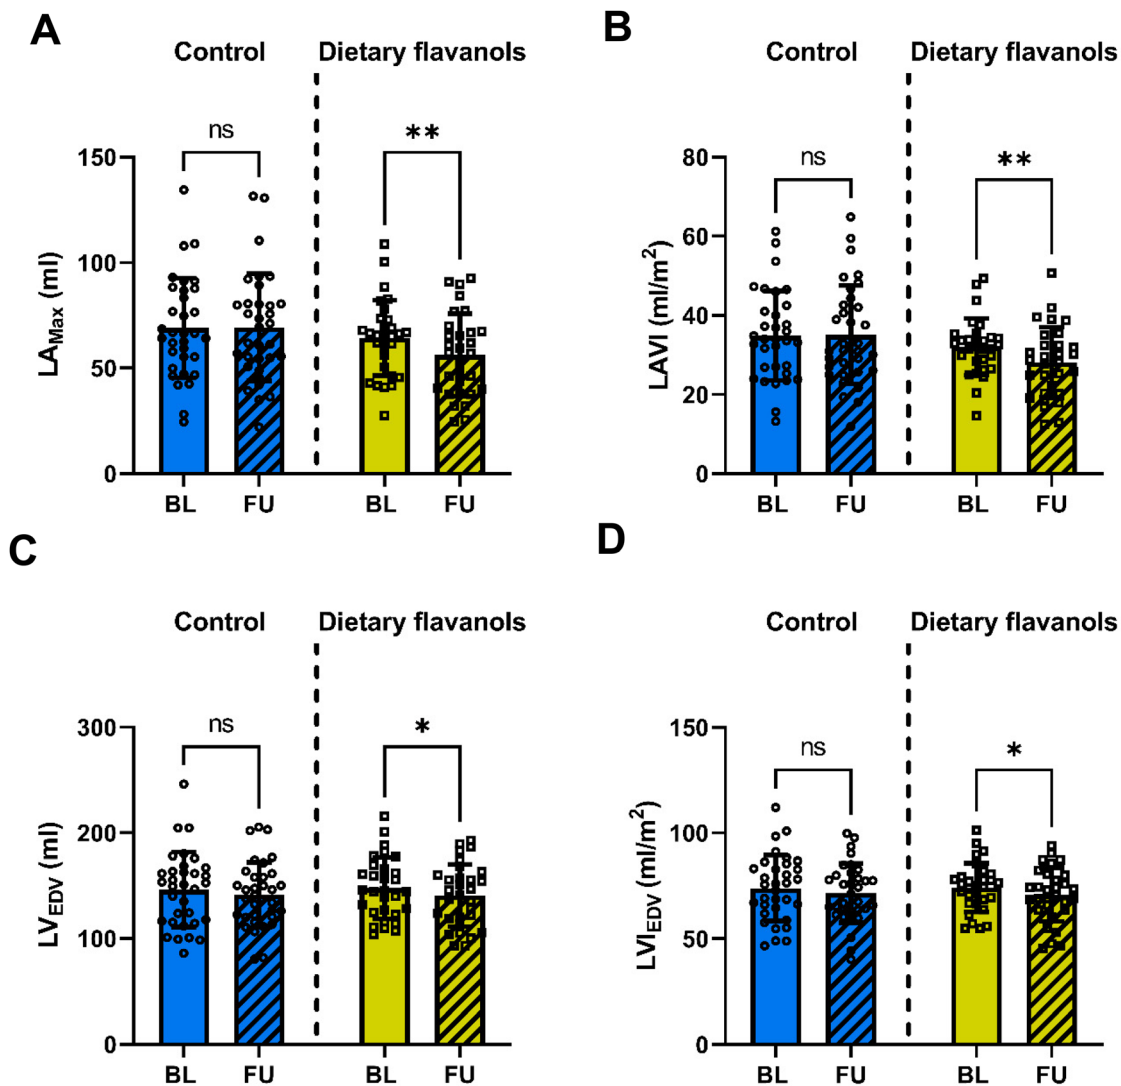 A
Control Dietary flavanols
ns **
LAMax (ml)
150
100
50
0
BL FU BL FU
B
Control Dietary flavanols
ns **
LAVI (ml/m2)
80
60
40
20
0
BL FU BL FU
C
Control Dietary flavanols
ns *
LVEDV (ml)
300
200
100
0
BL FU BL FU
D
Control Dietary flavanols
ns *
LVIEDV (ml/m2)
150
100
50
0
BL FU BL FU